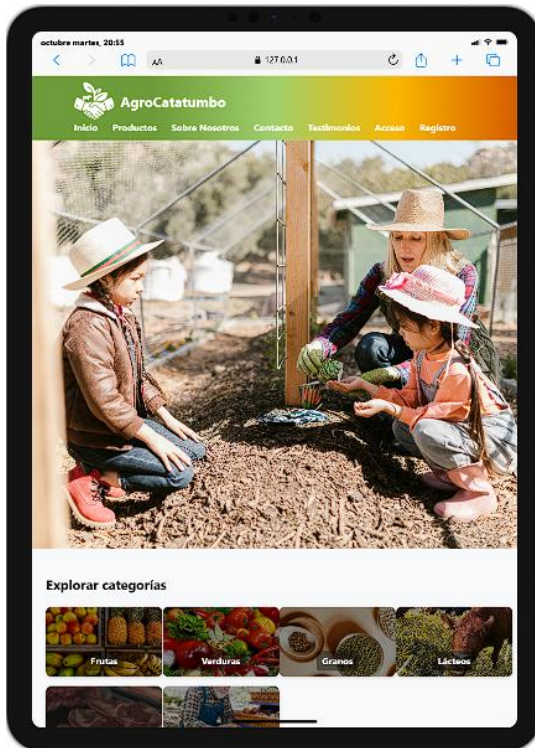 octubre martes, 20:55
AA 127.0.0.1
AgroCatatumbo
Inicio Productos Sobre Nosotros Contacto Testimonios Acceso Registro
Explorar categorías
Frutas Verduras Granos Lácteos